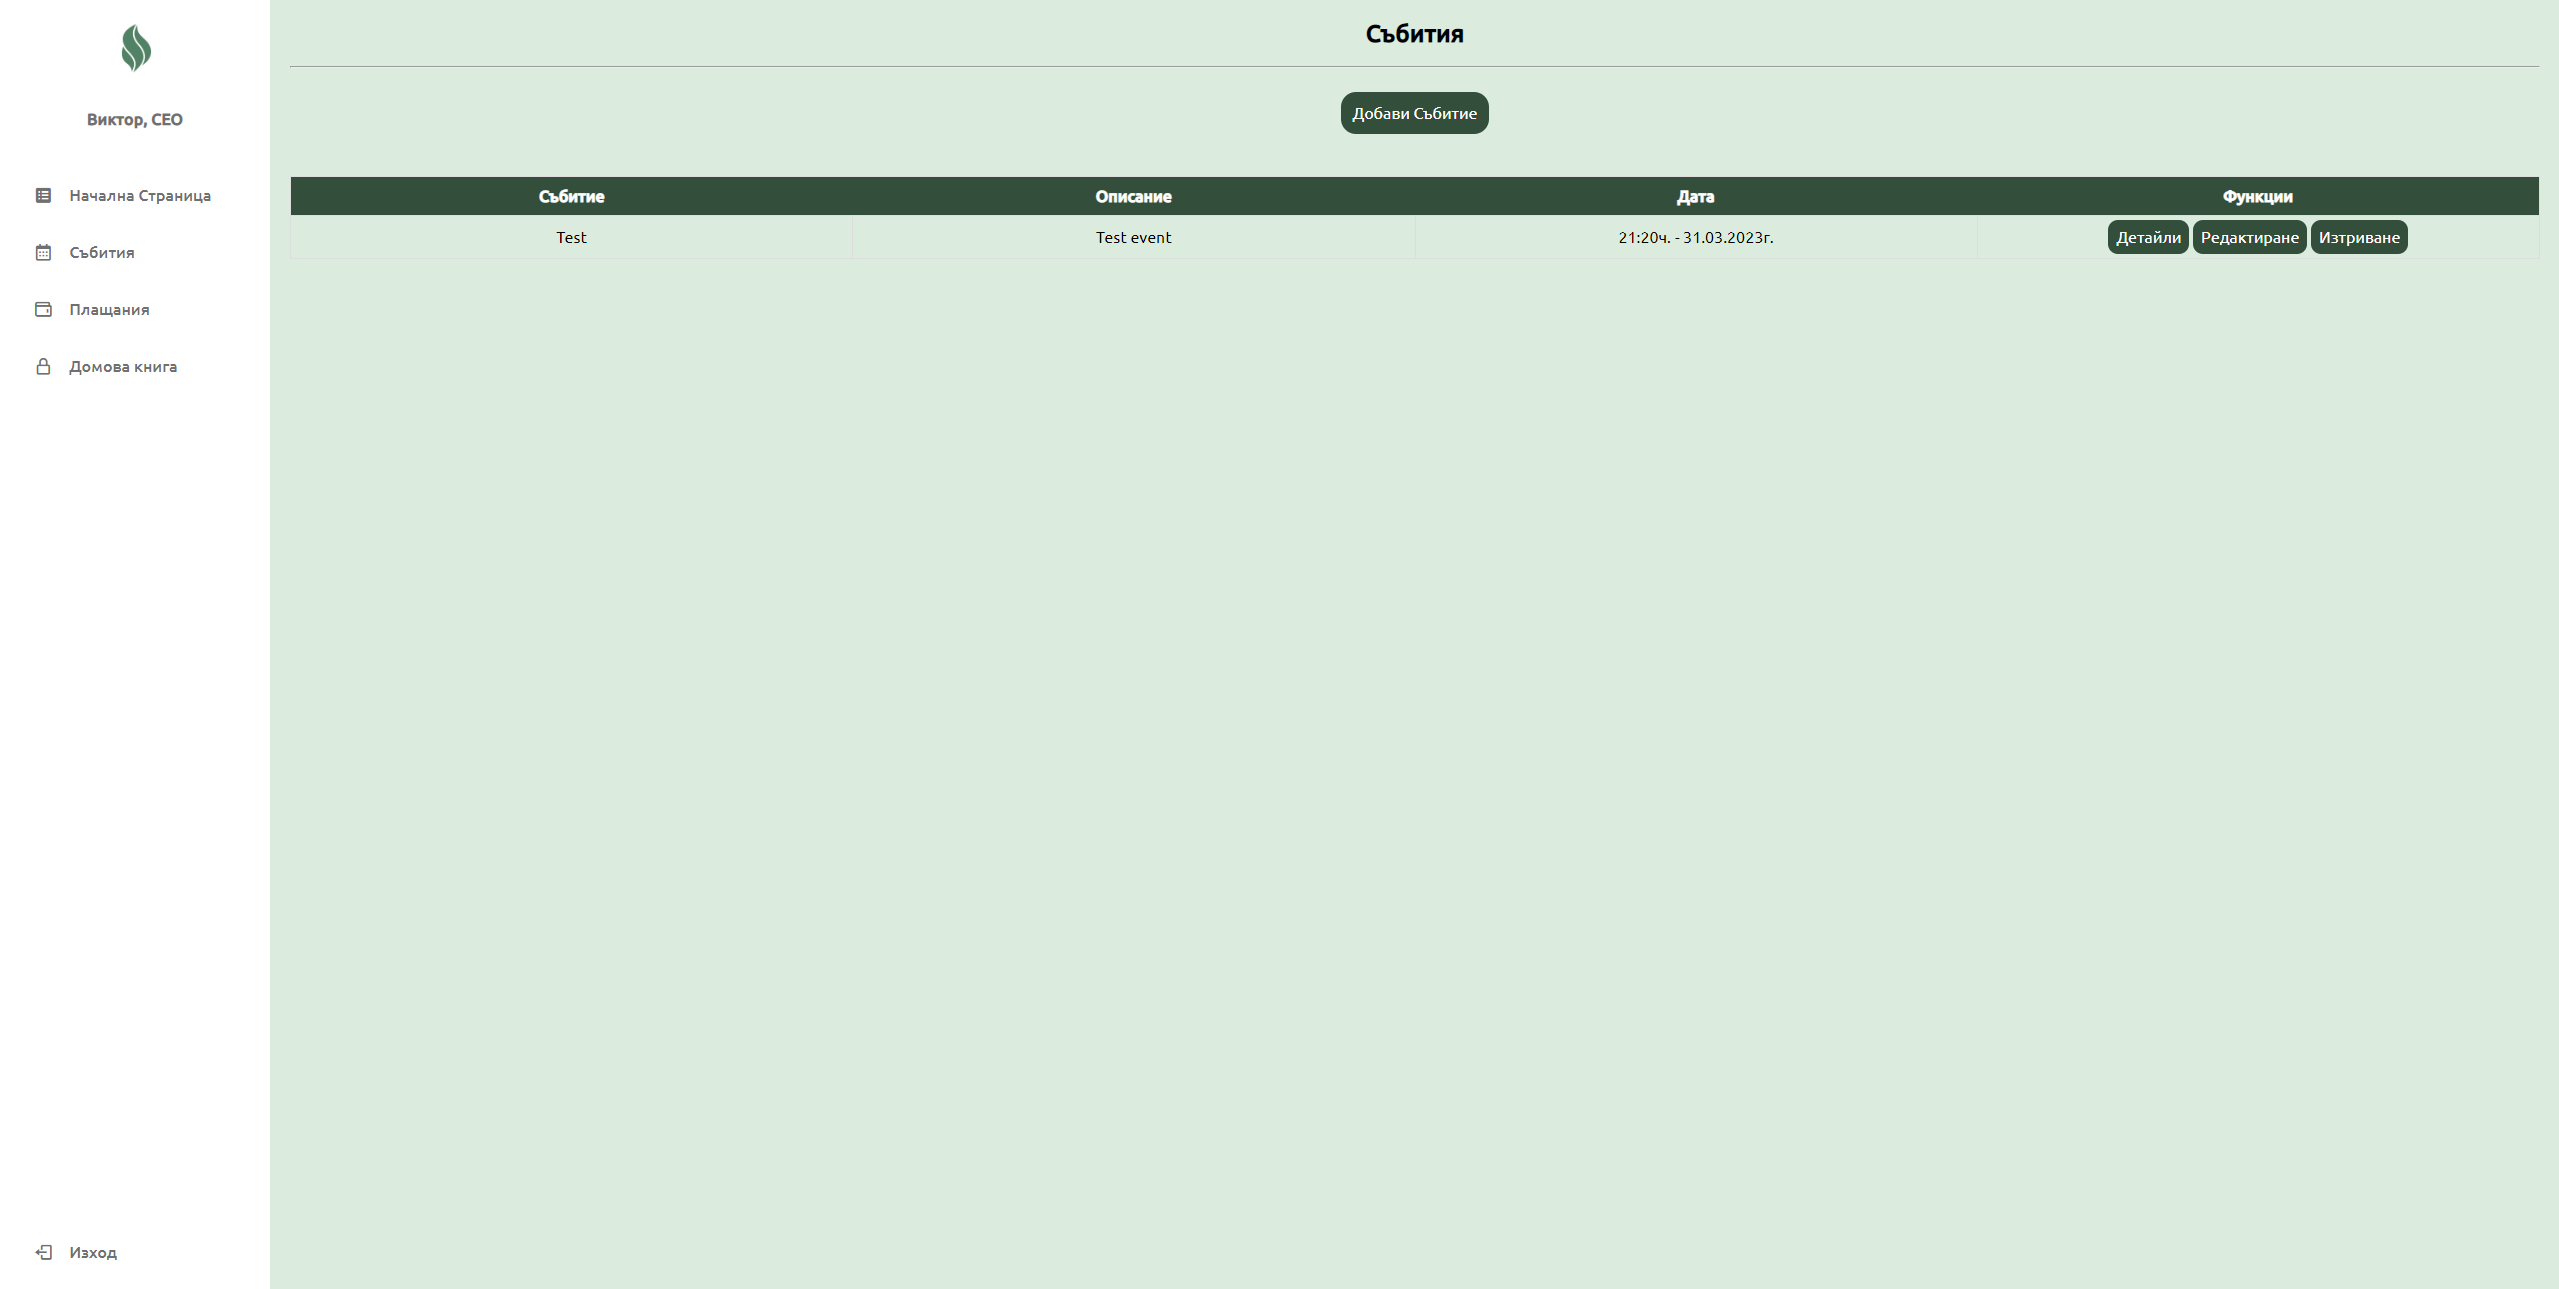 Виктор, CEO
Начална Страница
Събития
Плащания
Домова книга
Изход
Събития
Добави Събитие
Събитие Описание Дата Функции
Test Test event 21:20ч. - 31.03.2023г. Детайли Редактиране Изтриване